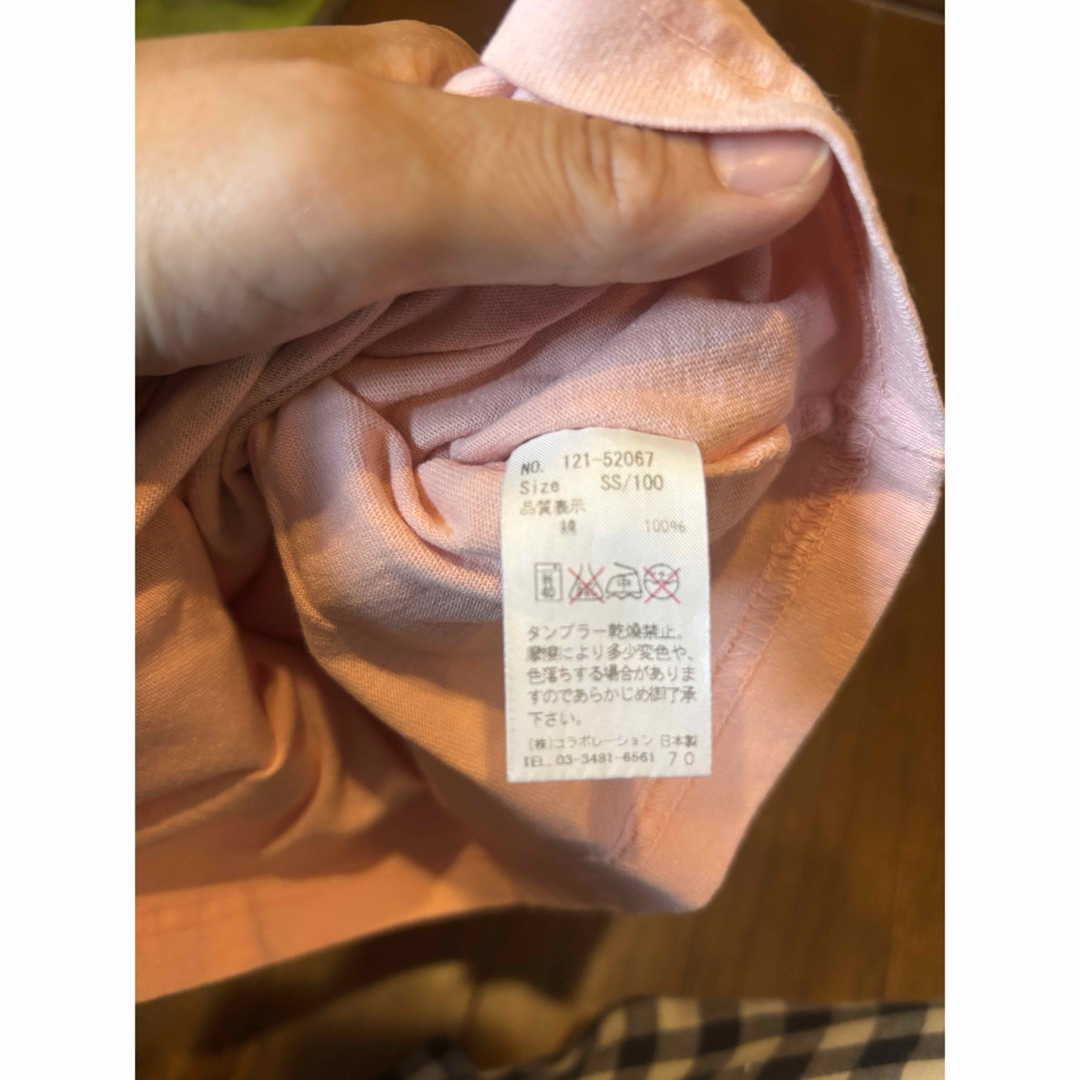 NO. 121-52067
Size SS/100
品質表示
綿 100%
40 中
タンブラー乾燥禁止。
摩擦により多少変色や、
色落ちする場合がありま
すのであらかじめ御了承
下さい。
(株)コラボレーション 日本製
TEL. 03-3481-6561 70